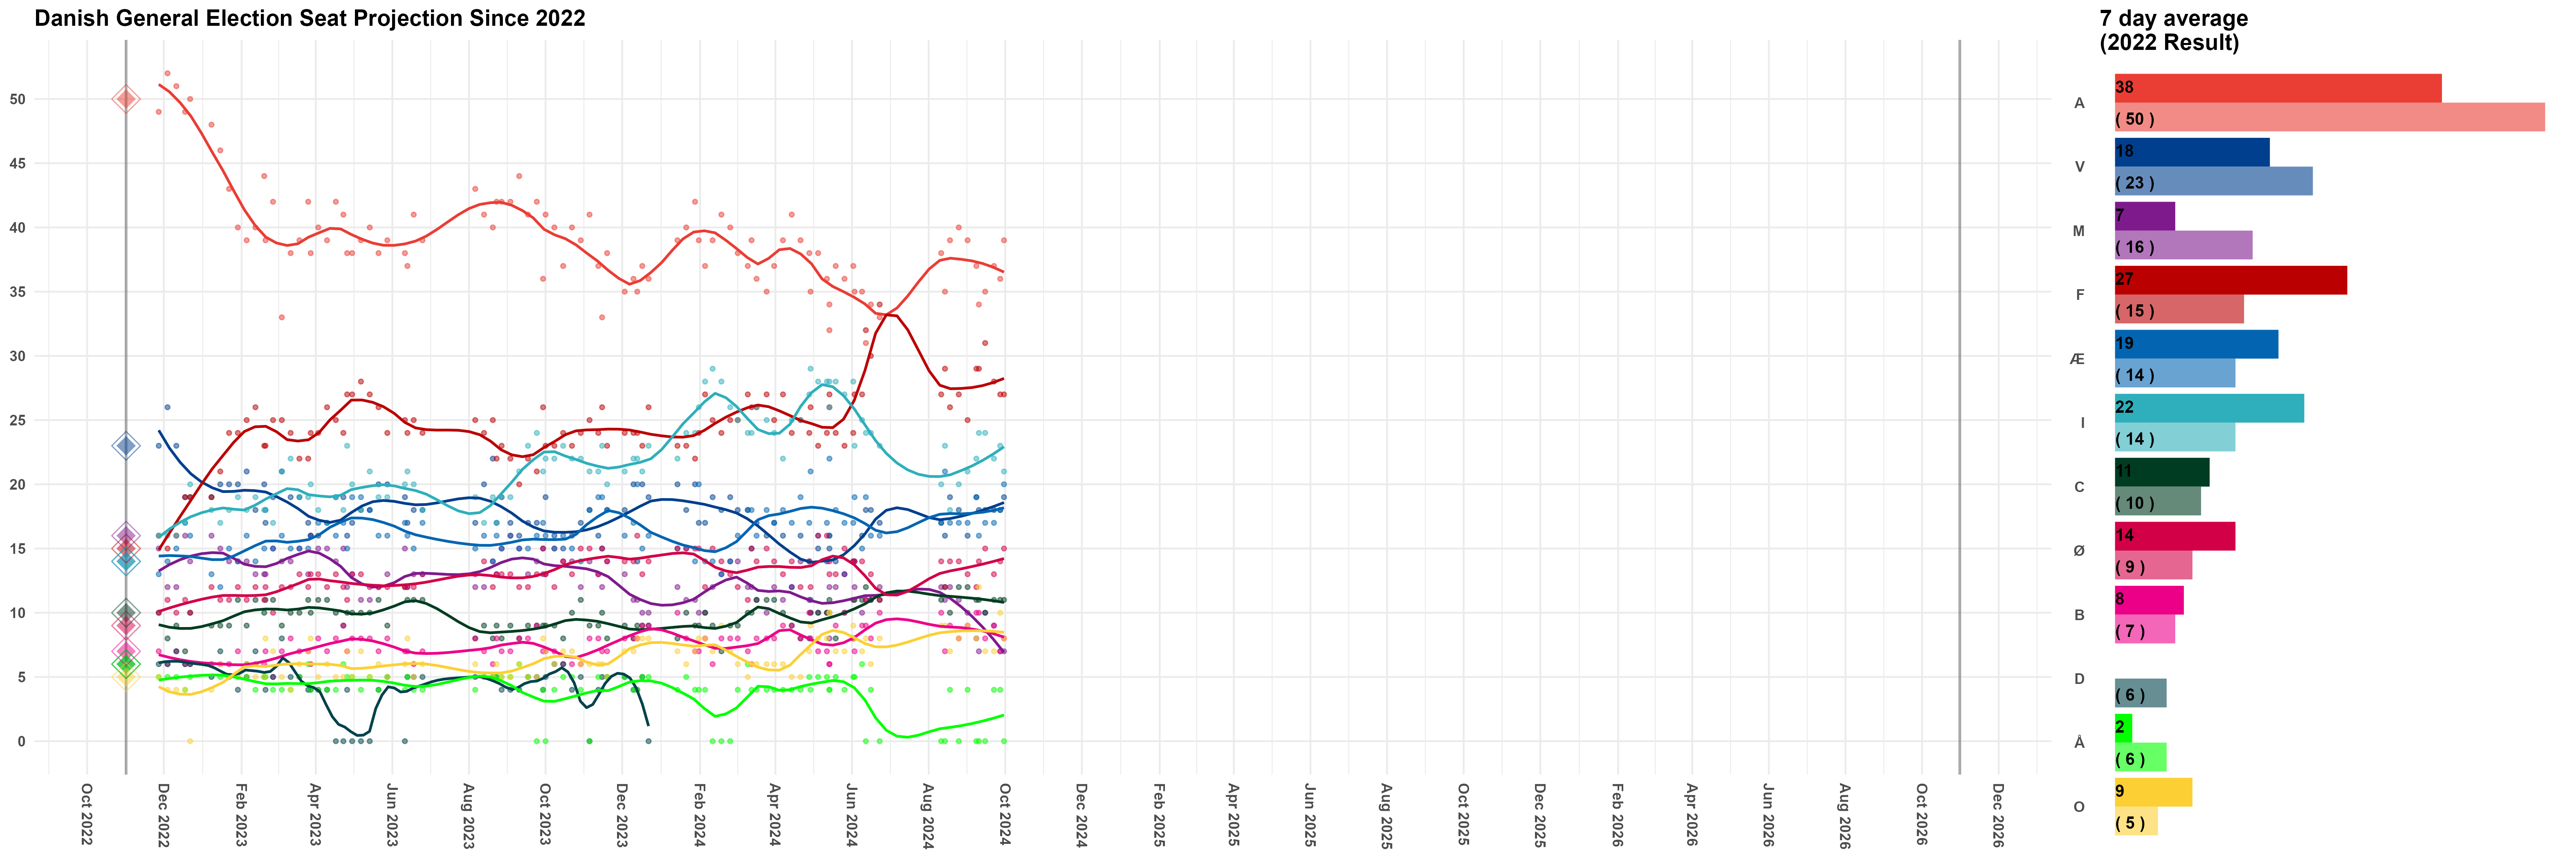 Danish General Election Seat Projection Since 2022
50
45
40
35
30
25
20
15
10
5
0
Oct 2022
Dec 2022
Feb 2023
Apr 2023
Jun 2023
Aug 2023
Oct 2023
Dec 2023
Feb 2024
Apr 2024
Jun 2024
Aug 2024
Oct 2024
Dec 2024
Feb 2025
Apr 2025
Jun 2025
Aug 2025
Oct 2025
Dec 2025
Feb 2026
Apr 2026
Jun 2026
Aug 2026
Oct 2026
Dec 2026
7 day average
(2022 Result)
A
38
( 50 )
V
18
( 23 )
M
7
( 16 )
F
27
( 15 )
Æ
19
( 14 )
I
22
( 14 )
C
11
( 10 )
Ø
14
( 9 )
B
8
( 7 )
D
( 6 )
Å
2
( 6 )
O
9
( 5 )